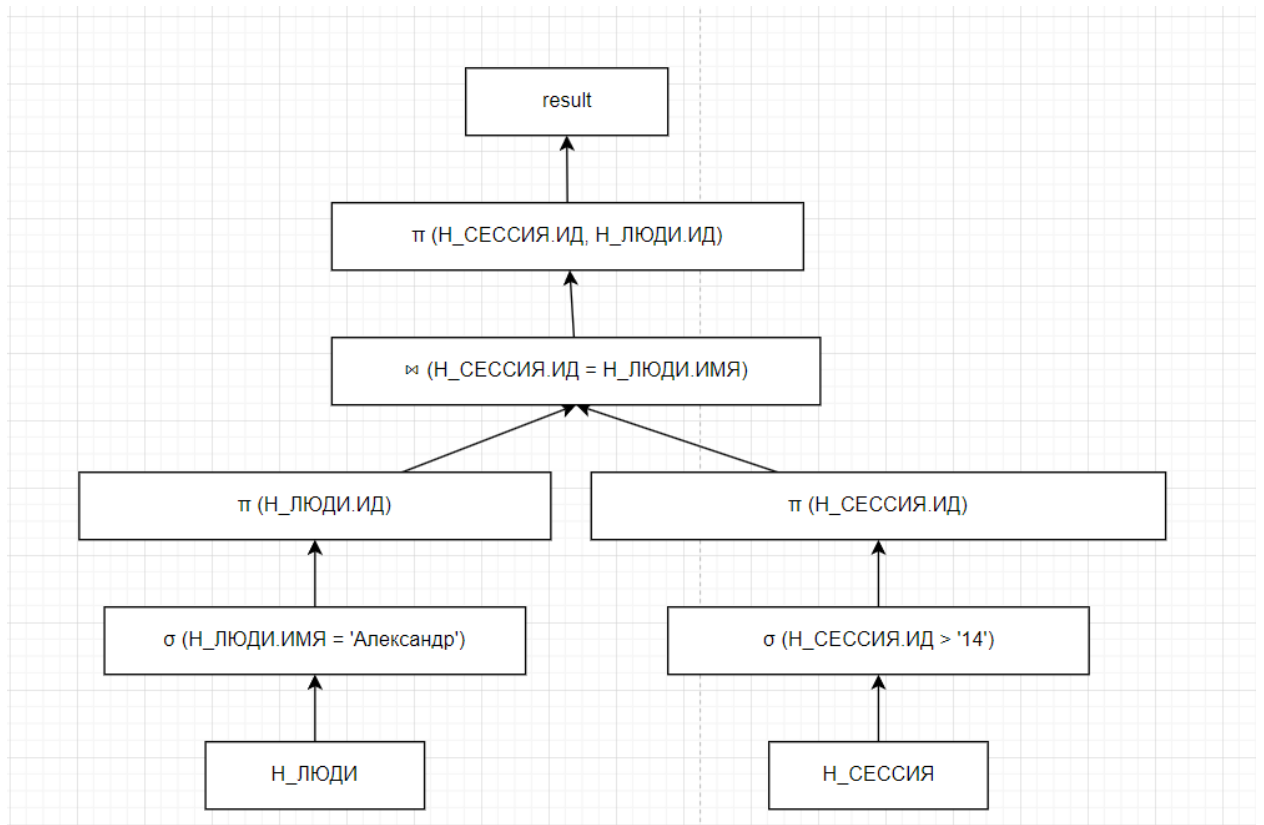 result
π (Н_СЕССИЯ.ИД, Н_ЛЮДИ.ИД)
⋈ (Н_СЕССИЯ.ИД = Н_ЛЮДИ.ИМЯ)
π (Н_ЛЮДИ.ИД)
π (Н_СЕССИЯ.ИД)
σ (Н_ЛЮДИ.ИМЯ = 'Александр')
σ (Н_СЕССИЯ.ИД > '14')
Н_ЛЮДИ
Н_СЕССИЯ